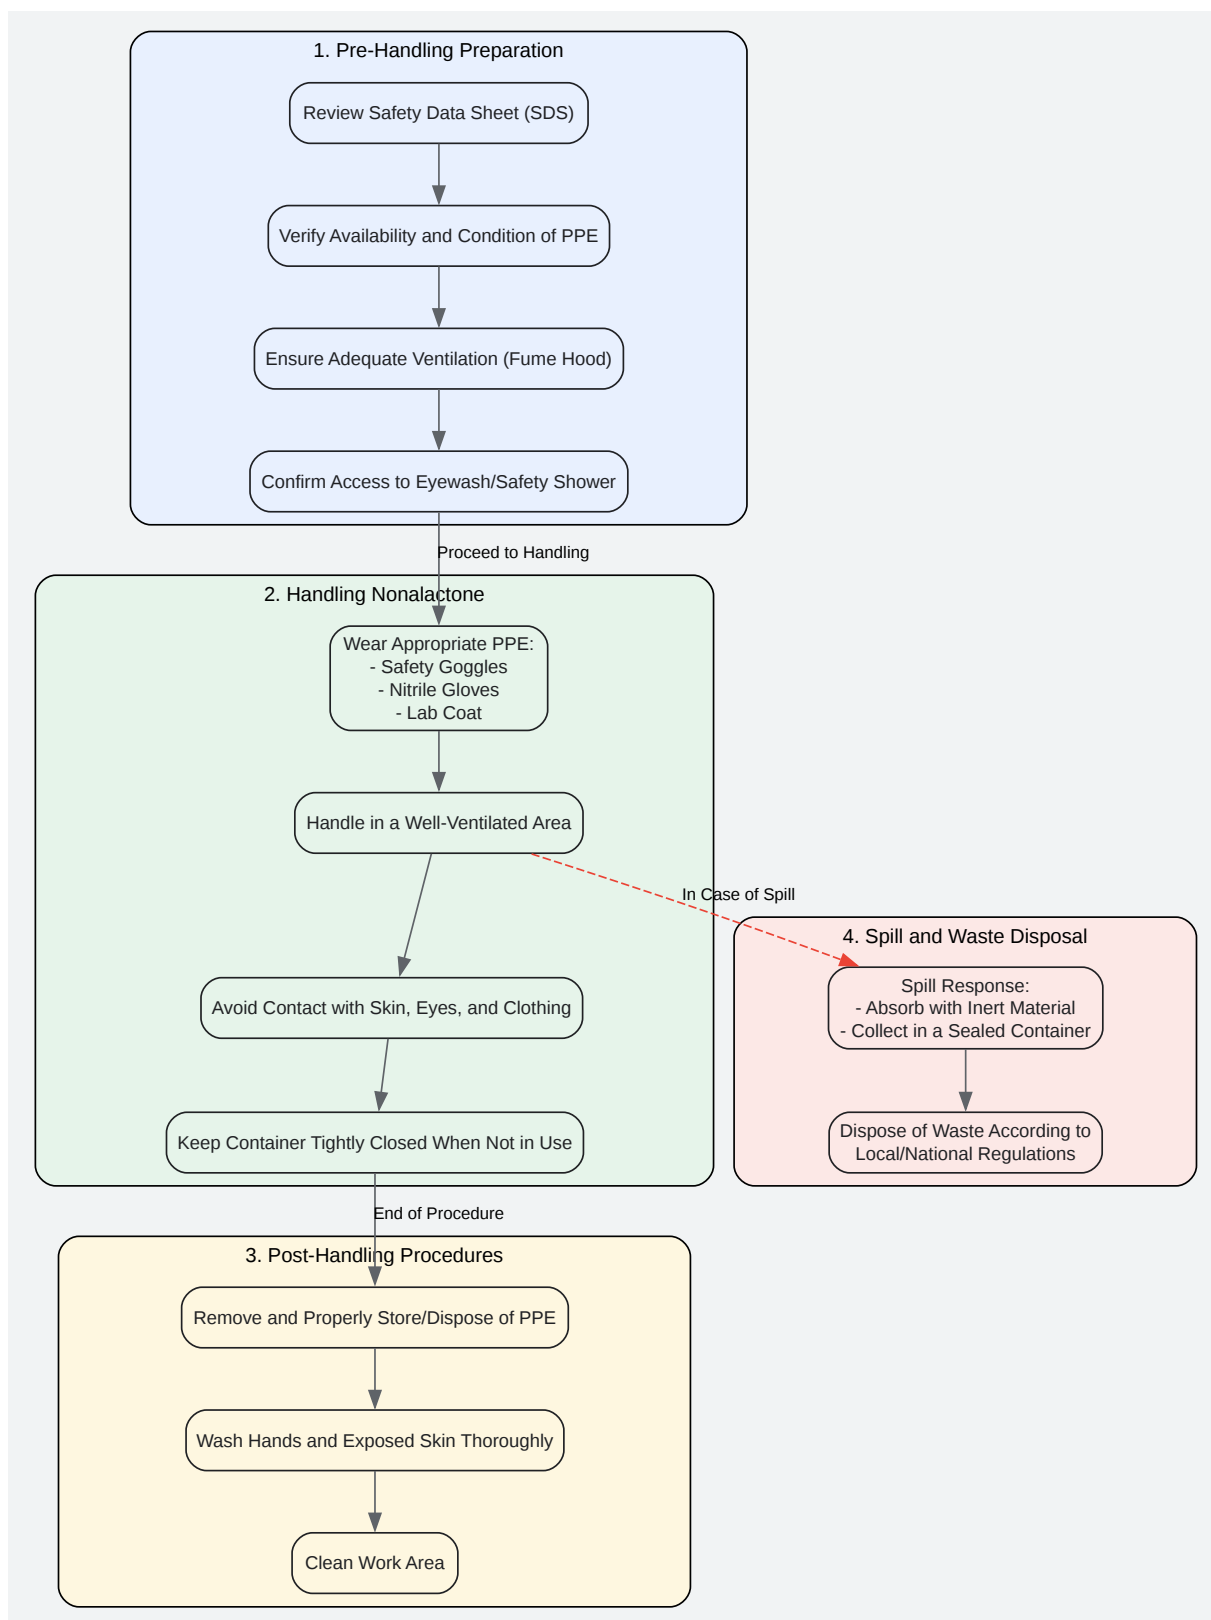 1. Pre-Handling Preparation
Review Safety Data Sheet (SDS)
Verify Availability and Condition of PPE
Ensure Adequate Ventilation (Fume Hood)
Confirm Access to Eyewash/Safety Shower
Proceed to Handling
2. Handling Nonalactone
Wear Appropriate PPE:
- Safety Goggles
- Nitrile Gloves
- Lab Coat
Handle in a Well-Ventilated Area
In Case of Spill
Avoid Contact with Skin, Eyes, and Clothing
Keep Container Tightly Closed When Not in Use
4. Spill and Waste Disposal
Spill Response:
- Absorb with Inert Material
- Collect in a Sealed Container
Dispose of Waste According to
Local/National Regulations
End of Procedure
3. Post-Handling Procedures
Remove and Properly Store/Dispose of PPE
Wash Hands and Exposed Skin Thoroughly
Clean Work Area